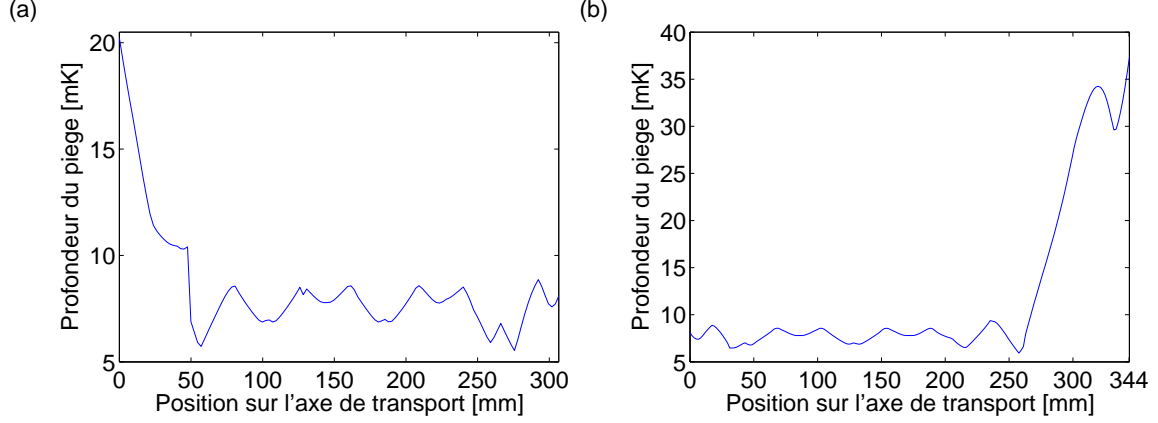 (a)
20
15
10
5
0 50 100 150 200 250 300
Profondeur du piege [mK]
Position sur l'axe de transport [mm]
(b)
40
35
30
25
20
15
10
5
0 50 100 150 200 250 300 344
Profondeur du piege [mK]
Position sur l'axe de transport [mm]